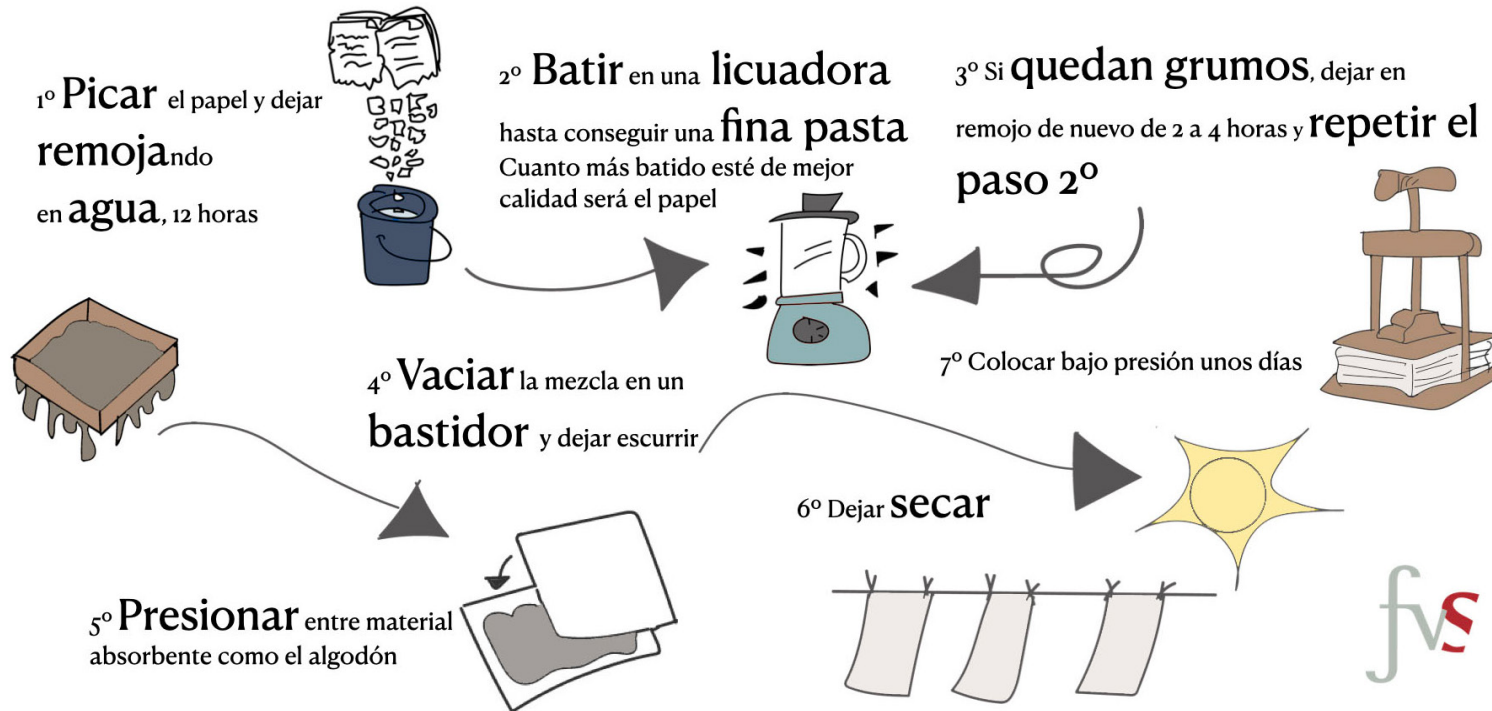 1º Picar el papel y dejar
remojando
en agua, 12 horas
2º Batir en una licuadora
hasta conseguir una fina pasta
Cuanto más batido esté de mejor
calidad será el papel
3º Si quedan grumos, dejar en
remojo de nuevo de 2 a 4 horas y repetir el
paso 2º
4º Vaciar la mezcla en un
bastidor y dejar escurrir
5º Presionar entre material
absorbente como el algodón
6º Dejar secar
7º Colocar bajo presión unos días
fvs